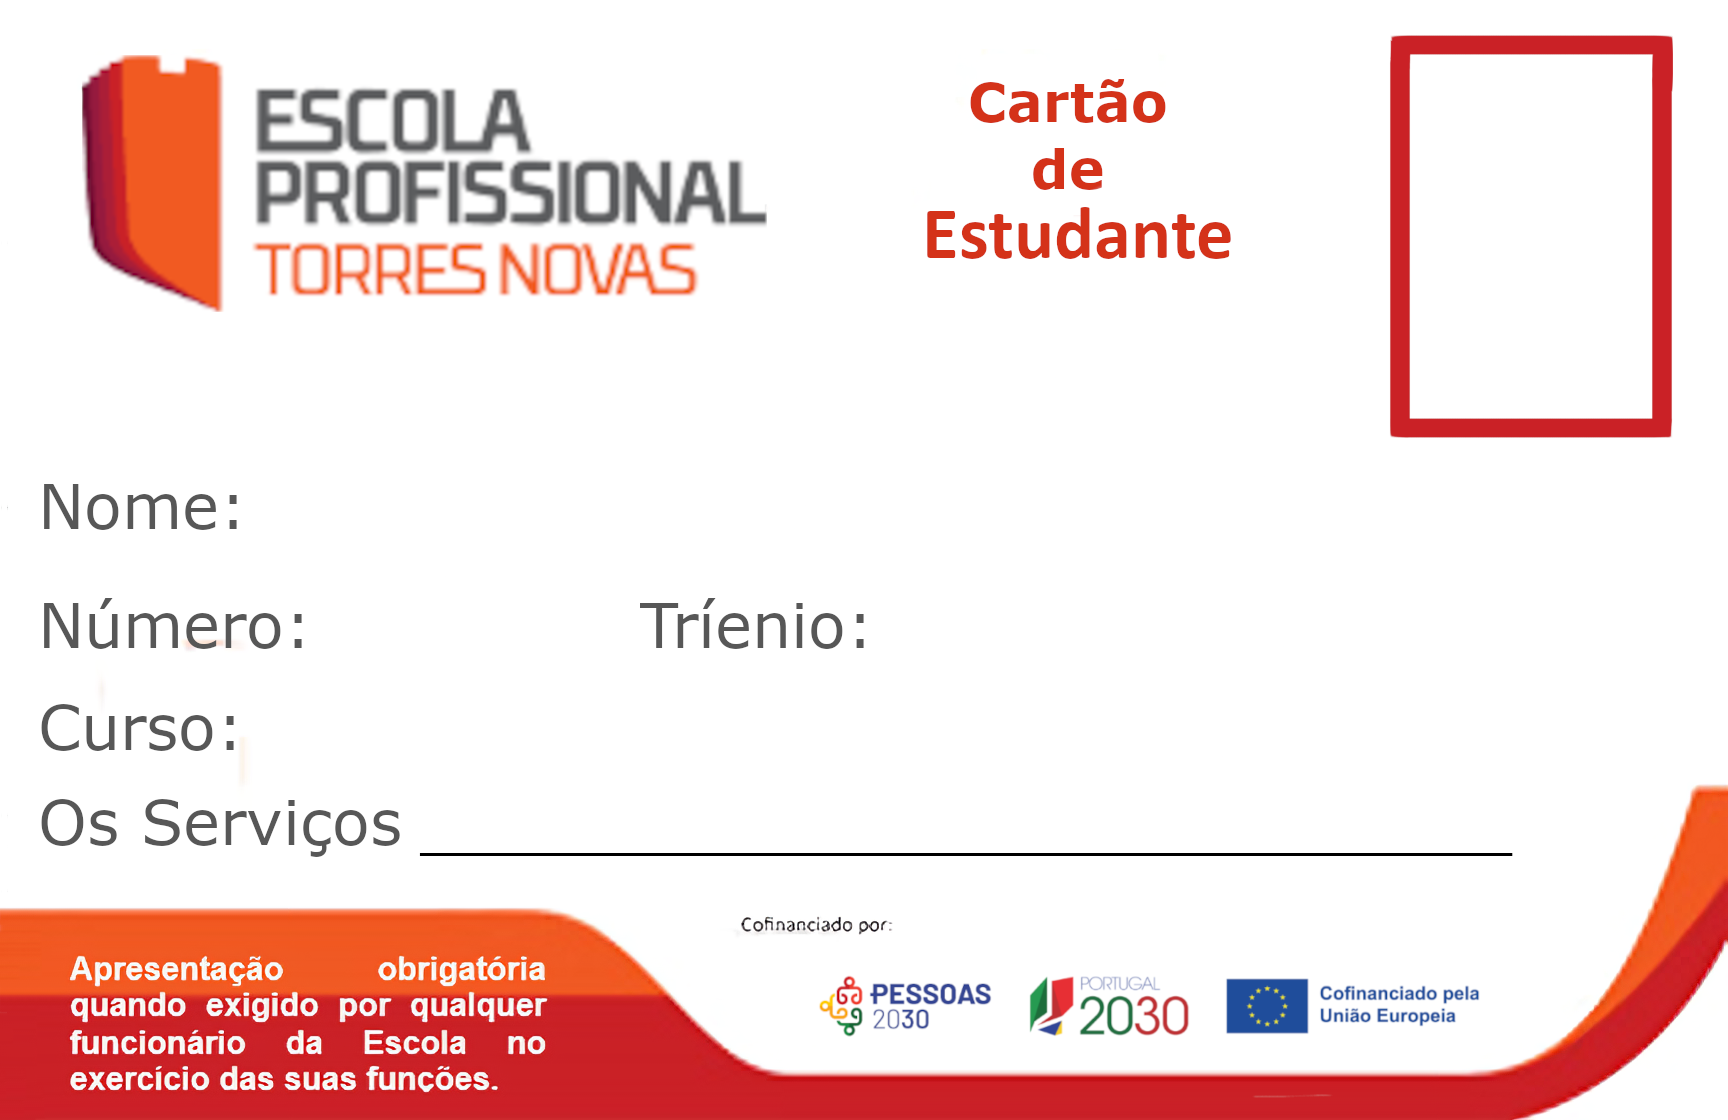 ESCOLA
PROFISSIONAL
TORRES NOVAS
Cartão
de
Estudante
Nome:
Número: Tríenio:
Curso:
Os Serviços
Apresentação obrigatória
quando exigido por qualquer
funcionário da Escola no
exercício das suas funções.
Cofinanciado por:
PESSOAS
2030
PORTUGAL
2030
Cofinanciado pela
União Europeia